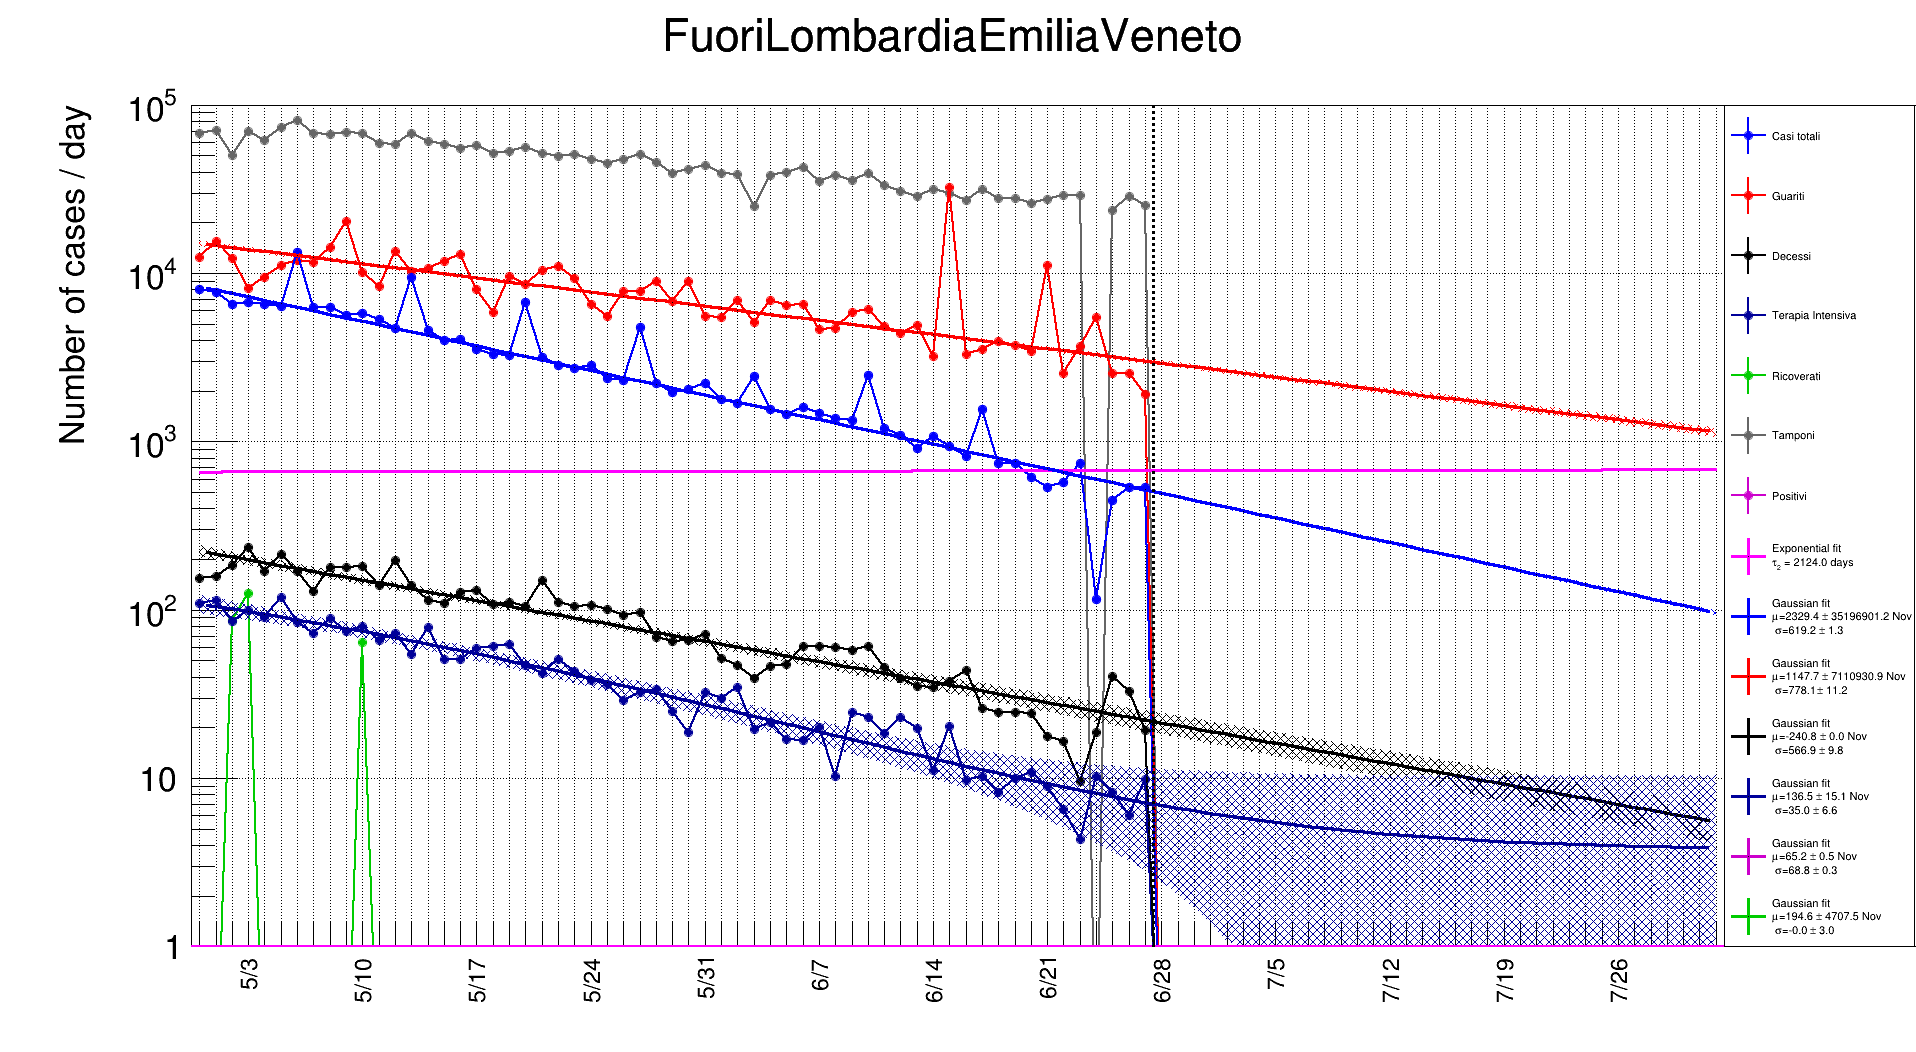 FuoriLombardiaEmiliaVeneto
Number of cases / day
10^5
10^4
10^3
10^2
10
1
5/3
5/10
5/17
5/24
5/31
6/7
6/14
6/21
6/28
7/5
7/12
7/19
7/26
Casi totali
Guariti
Decessi
Terapia Intensiva
Ricoverati
Tamponi
Positivi
Exponential fit
τ₂ = 2124.0 days
Gaussian fit
μ=2329.4 ± 35196901.2 Nov
σ=619.2 ± 1.3
Gaussian fit
μ=1147.7 ± 7110930.9 Nov
σ=778.1 ± 11.2
Gaussian fit
μ=-240.8 ± 0.0 Nov
σ=566.9 ± 9.8
Gaussian fit
μ=136.5 ± 15.1 Nov
σ=35.0 ± 6.6
Gaussian fit
μ=65.2 ± 0.5 Nov
σ=68.8 ± 0.3
Gaussian fit
μ=194.6 ± 4707.5 Nov
σ=-0.0 ± 3.0